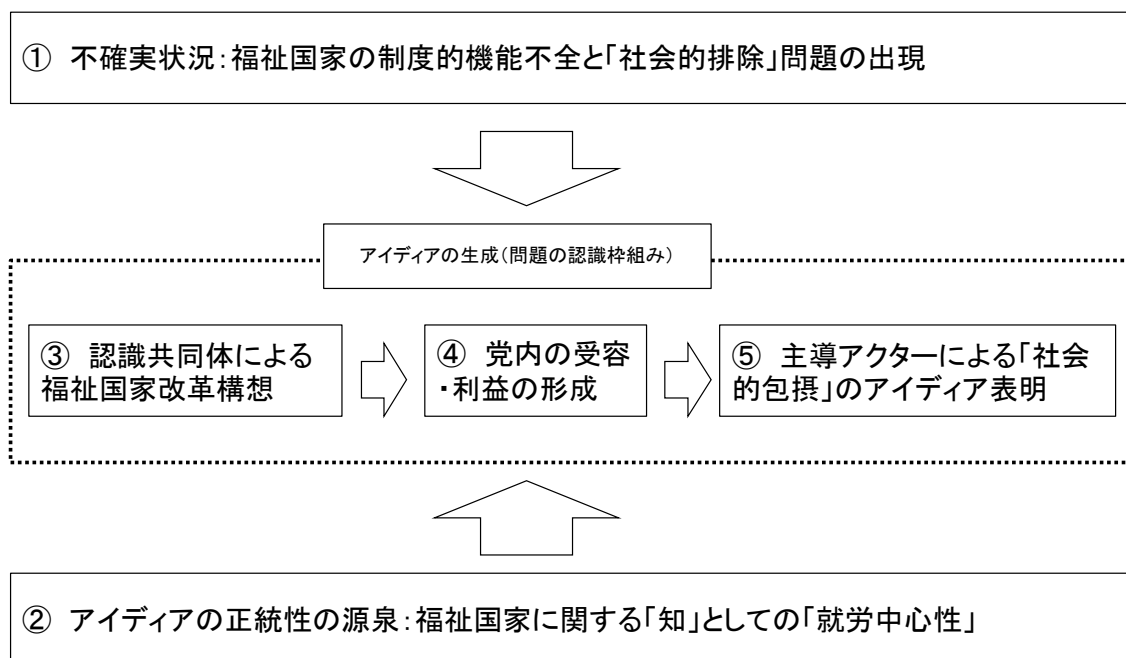 ① 不確実状況：福祉国家の制度的機能不全と「社会的排除」問題の出現
アイディアの生成（問題の認識枠組み）
③ 認識共同体による
福祉国家改革構想
④ 党内の受容
・利益の形成
⑤ 主導アクターによる「社会
的包摂」のアイディア表明
② アイディアの正統性の源泉：福祉国家に関する「知」としての「就労中心性」